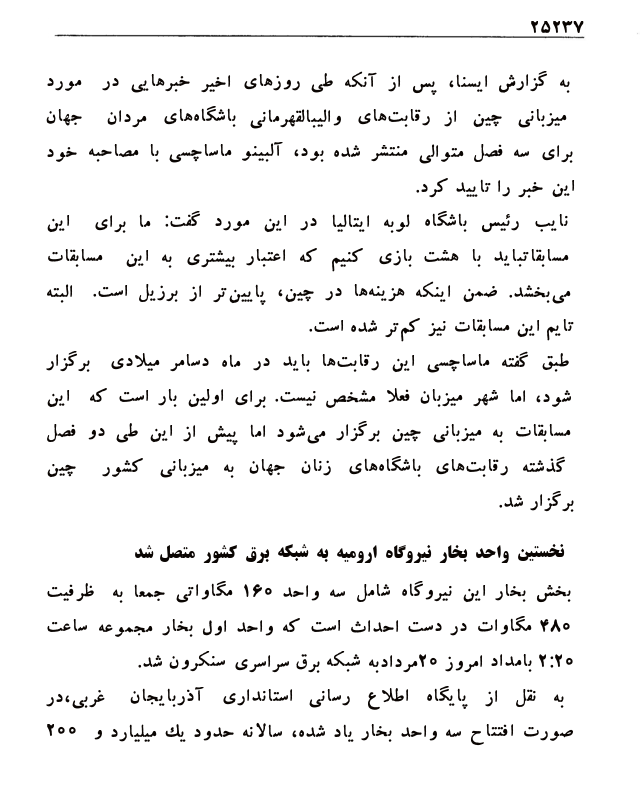 ۲۵۲۳۷
به گزارش ایسنا، پس از آنکه طی روزهای اخیر خبرهایی در مورد
میزبانی چین از رقابت‌های والیبالقهرمانی باشگاه‌های مردان جهان
برای سه فصل متوالی منتشر شده بود، آلبینو ماساچسی با مصاحبه خود
این خبر را تایید کرد.
نایب رئیس باشگاه لوبه ایتالیا در این مورد گفت: ما برای این
مسابقاتباید با هشت بازی کنیم که اعتبار بیشتری به این مسابقات
می‌بخشد. ضمن اینکه هزینه‌ها در چین، پایین‌تر از برزیل است. البته
تایم این مسابقات نیز کم‌تر شده است.
طبق گفته ماساچسی این رقابت‌ها باید در ماه دسامر میلادی برگزار
شود، اما شهر میزبان فعلا مشخص نیست. برای اولین بار است که این
مسابقات به میزبانی چین برگزار می‌شود اما پیش از این طی دو فصل
گذشته رقابت‌های باشگاه‌های زنان جهان به میزبانی کشور چین
برگزار شد.
نخستین واحد بخار نیروگاه ارومیه به شبکه برق کشور متصل شد
بخش بخار این نیروگاه شامل سه واحد ۱۶۰ مگاواتی جمعا به ظرفیت
۴۸۰ مگاوات در دست احداث است که واحد اول بخار مجموعه ساعت
۲:۲۰ بامداد امروز ۲۰مردادبه شبکه برق سراسری سنکرون شد.
به نقل از پایگاه اطلاع رسانی استانداری آذربایجان غربی،در
صورت افتتاح سه واحد بخار یاد شده، سالانه حدود یك میلیارد و ۲۰۰